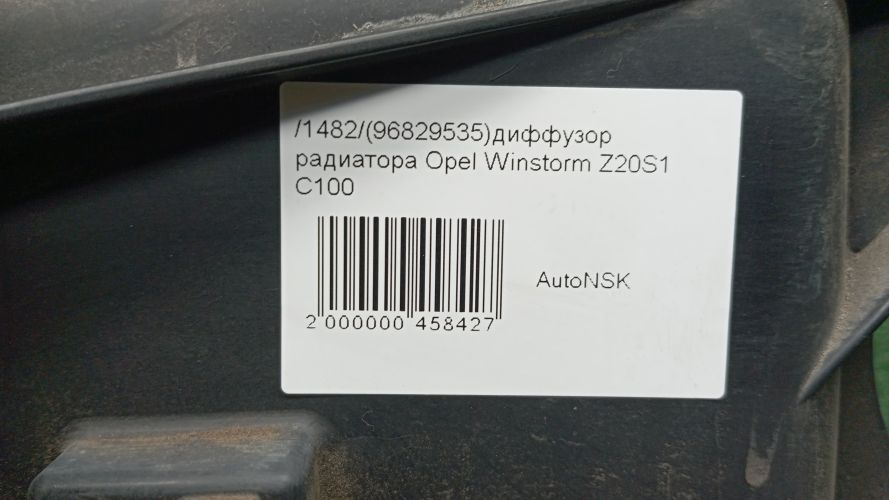 /1482/(96829535)диффузор
радиатора Opel Winstorm Z20S1
C100
AutoNSK
2 000000 458427